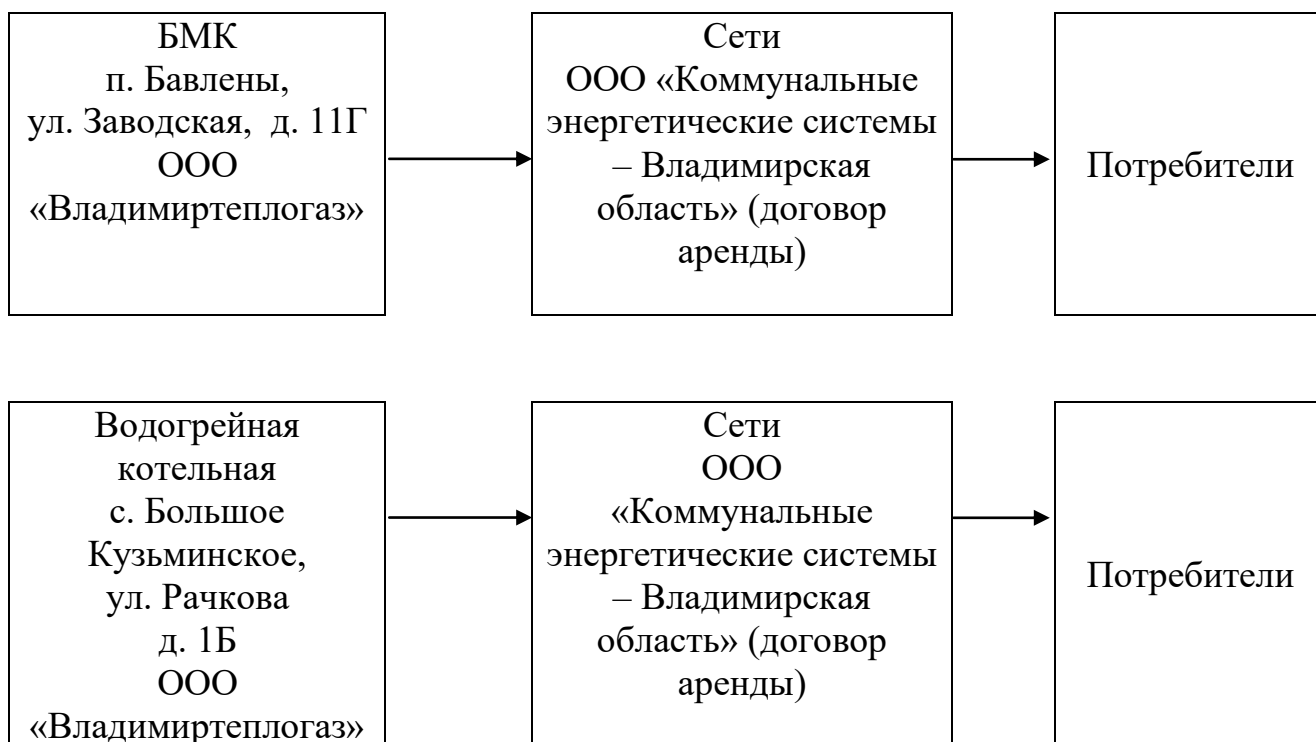 БМК
п. Бавлены,
ул. Заводская, д. 11Г
ООО
«Владимиртеплогаз»
Сети
ООО «Коммунальные
энергетические системы
– Владимирская
область» (договор
аренды)
Потребители
Водогрейная
котельная
с. Большое
Кузьминское,
ул. Рачкова
д. 1Б
ООО
«Владимиртеплогаз»
Сети
ООО
«Коммунальные
энергетические системы
– Владимирская
область» (договор
аренды)
Потребители